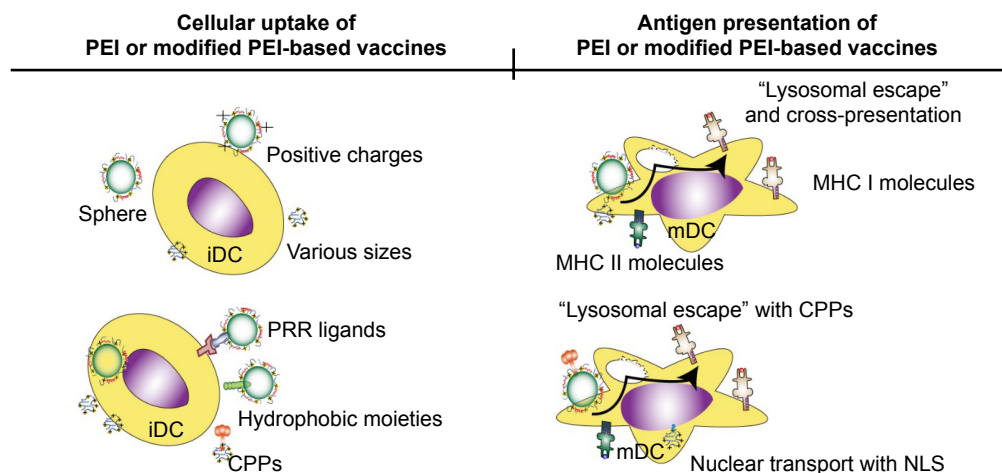 Cellular uptake of
PEI or modified PEI-based vaccines
Antigen presentation of
PEI or modified PEI-based vaccines
Positive charges
Sphere
iDC
Various sizes
"Lysosomal escape"
and cross-presentation
MHC I molecules
mDC
MHC II molecules
PRR ligands
Hydrophobic moieties
iDC
CPPs
"Lysosomal escape" with CPPs
mDC
Nuclear transport with NLS